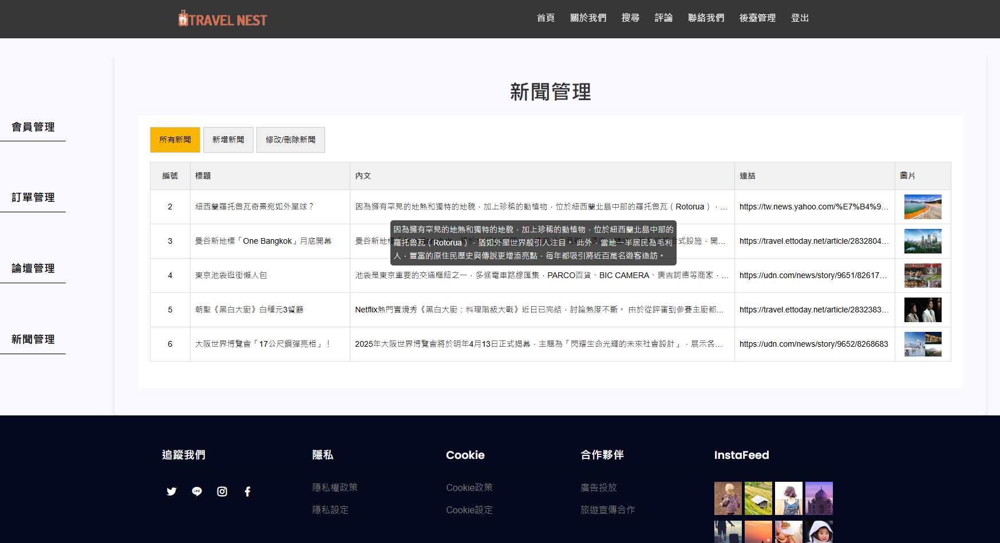 TRAVEL NEST
首頁 關於我們 搜尋 評論 聯絡我們 後臺管理 登出
會員管理
訂單管理
論壇管理
新聞管理
新聞管理
所有新聞 新增新聞 修改/刪除新聞
編號 標題 內文 連結 圖片
2 紐西蘭羅托魯瓦奇景宛如外星球？ 因為擁有罕見的地熱和獨特的地貌，加上珍稀的動植物，位於紐西蘭北島中部的羅托魯瓦（Rotorua），... https://tw.news.yahoo.com/%E7%B4%9...
因為擁有罕見的地熱和獨特的地貌，加上珍稀的動植物，位於紐西蘭北島中部的
羅托魯瓦（Rotorua），猶如外星世界般引人注目。 此外，當地一半居民為毛利
人，豐富的原住民歷史與傳說更增添亮點，每年都吸引將近百萬名遊客造訪。
3 曼谷新地標「One Bangkok」月底開幕 曼谷新地標 合式設施，開... https://travel.ettoday.net/article/2832804...
4 東京池袋逛街懶人包 池袋是東京重要的交通樞紐之一，多條電車路線匯集，PARCO百貨、BIC CAMERA、唐吉訶德等商家，... https://udn.com/news/story/9651/82617...
5 朝聖《黑白大廚》白種元3餐廳 Netflix熱門實境秀《黑白大廚：料理階級大戰》近日已完結，討論熱度不斷。 由於從評審到參賽主廚都... https://travel.ettoday.net/article/2832383...
6 大阪世界博覽會「17公尺鋼彈亮相」！ 2025年大阪世界博覽會將於明年4月13日正式揭幕，主題為「閃耀生命光輝的未來社會設計」，展示各... https://udn.com/news/story/9652/8268683
追蹤我們 隱私 Cookie 合作夥伴 InstaFeed
LINE
隱私權政策 Cookie政策 廣告投放
隱私設定 Cookie設定 旅遊宣傳合作